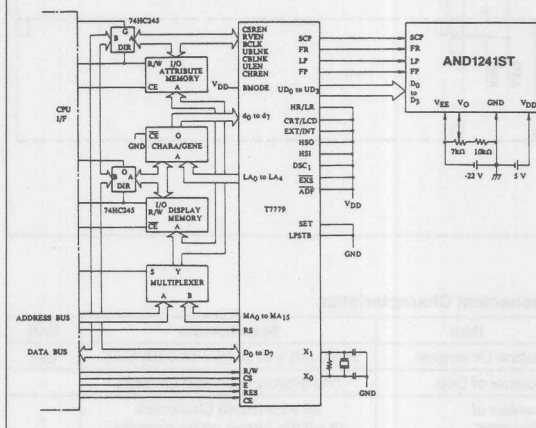 74HC245
G
B A
DIR
I/O
R/W ATTRIBUTE
MEMORY
CE A
CPU
I/F
CE O
GND
CHARA/GENE
A
G
B A
DIR
74HC245
I/O
R/W DISPLAY
MEMORY
CE A
S Y
MULTIPLEXER
A B
ADDRESS BUS
DATA BUS
CSREN
RVEN
BCLK
UBLNK
CBLNK
ULEN
CHREN
VDD BMODE
d0 to d7
LA0 to LA4
T7779
MA0 to MA15
RS
D0 to D7
R/W
CS
E
RES
CE
SCP
FR
LP
FP
UD0 to UD3
HR/LR
CRT/LCD
EXT/INT
HSO
HSI
DSC1
EXS
ADF
VDD
SET
LPSTB
GND
X1
X0
GND
SCP
FR
LP
FP
D0
to
D3
AND1241ST
VEE VO GND VDD
7kΩ 10kΩ
-22 V 5 V